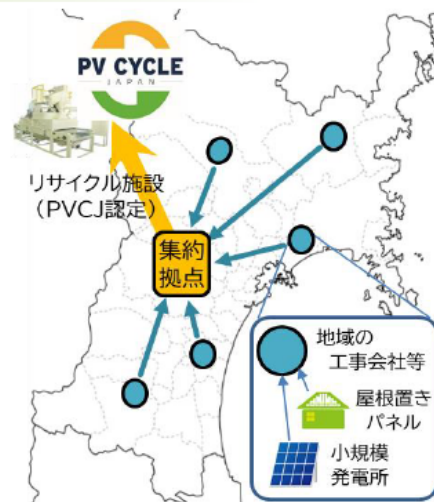 PV CYCLE
JAPAN
リサイクル施設
(PVCJ認定)
集約
拠点
地域の
工事会社等
屋根置き
パネル
小規模
発電所